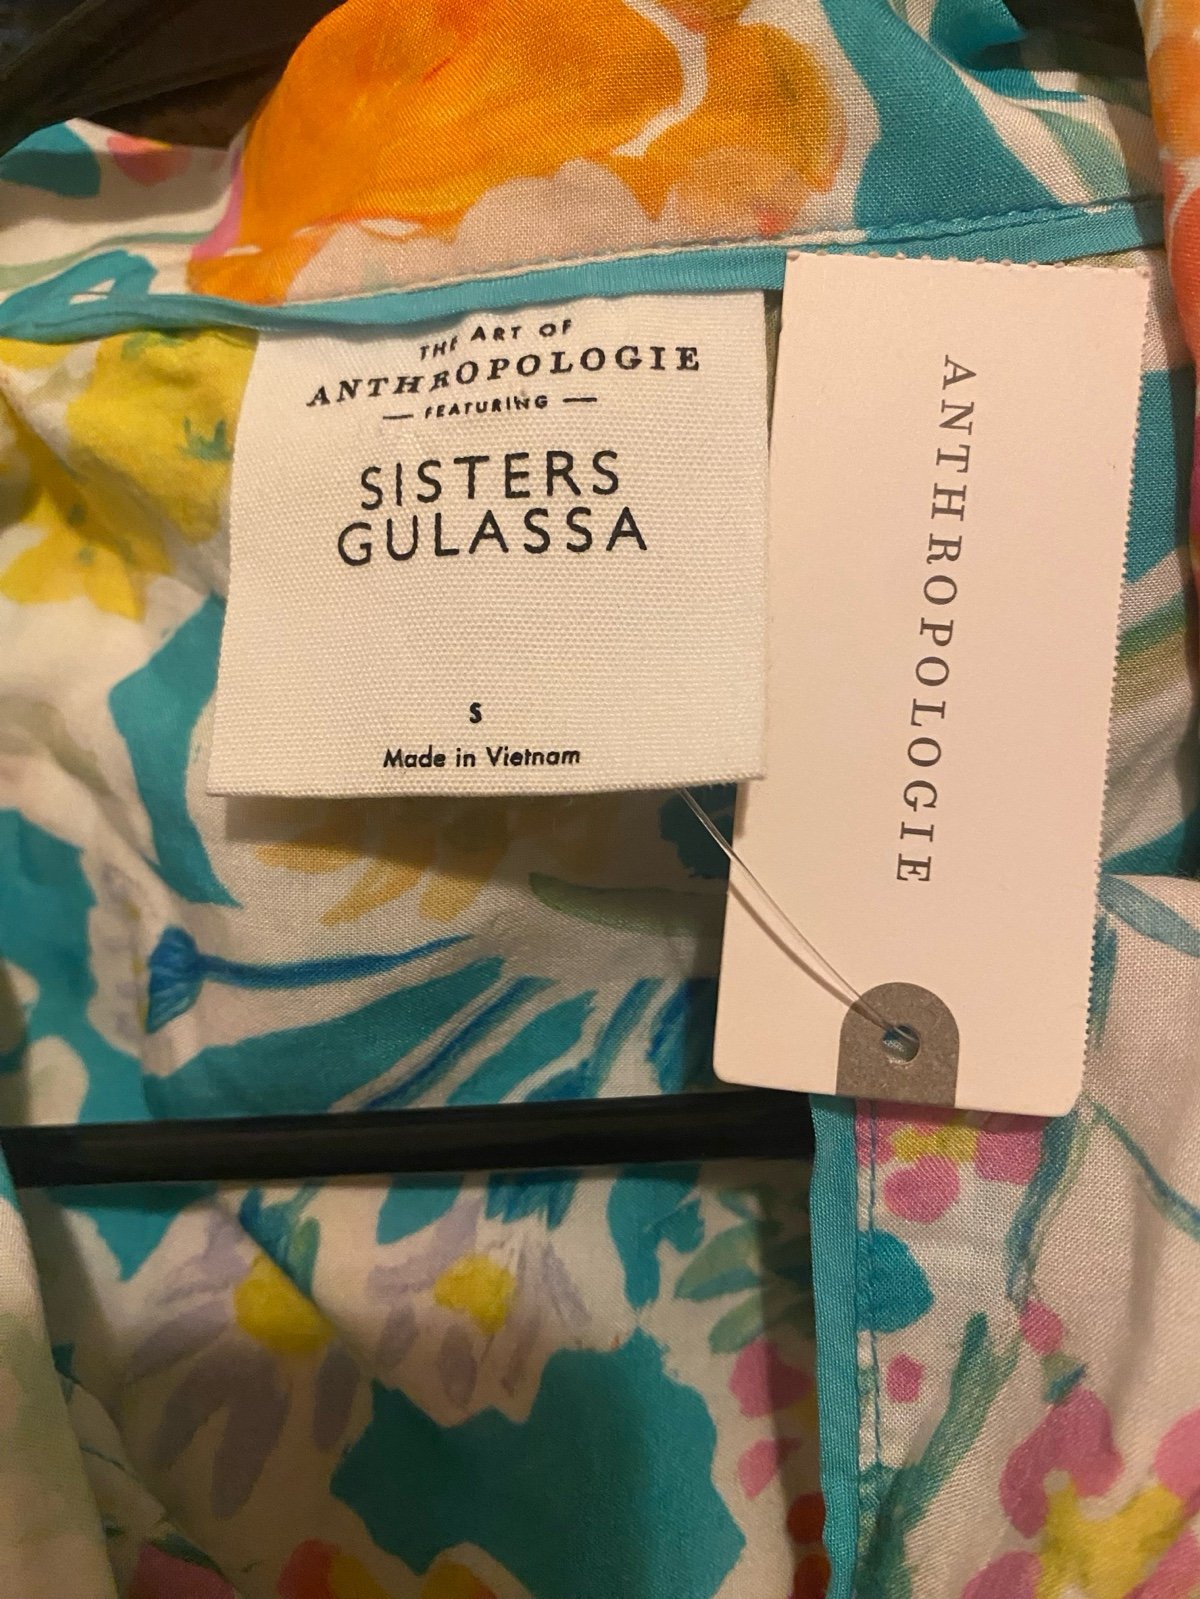 THE ART OF
ANTHROPOLOGIE
— FEATURING —
SISTERS
GULASSA
S
Made in Vietnam
ANTHROPOLOGIE